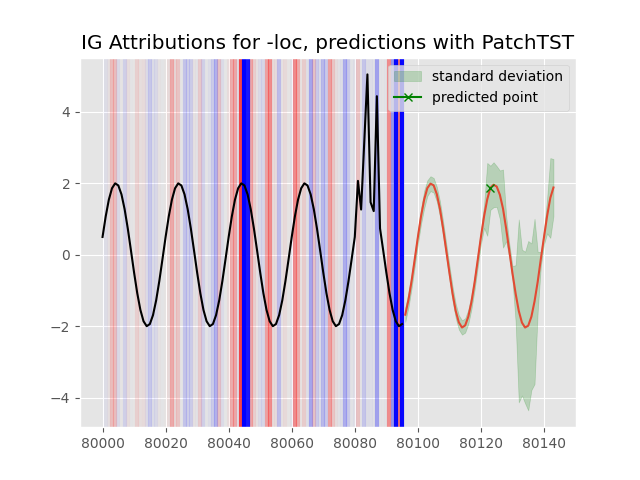 IG Attributions for -loc, predictions with PatchTST
standard deviation
predicted point
4
2
0
−2
−4
80000 80020 80040 80060 80080 80100 80120 80140